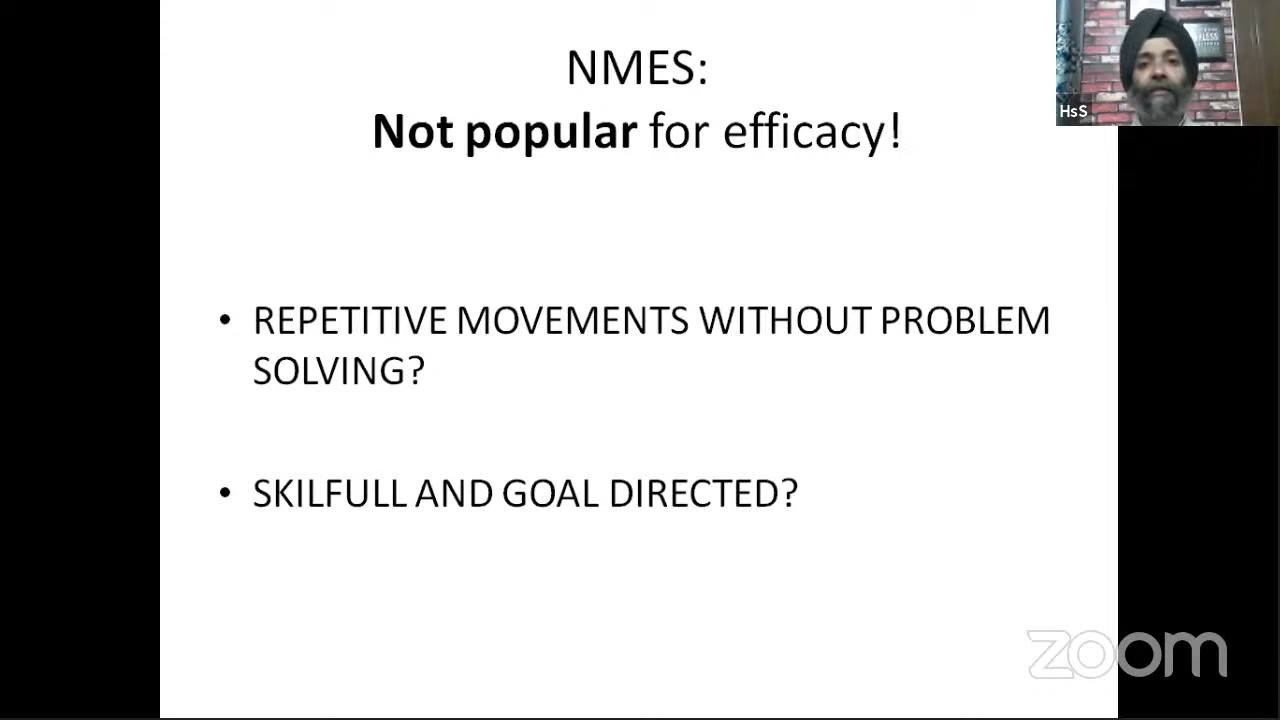 NMES:
Not popular for efficacy!
HsS
• REPETITIVE MOVEMENTS WITHOUT PROBLEM
SOLVING?
• SKILFULL AND GOAL DIRECTED?
zoom